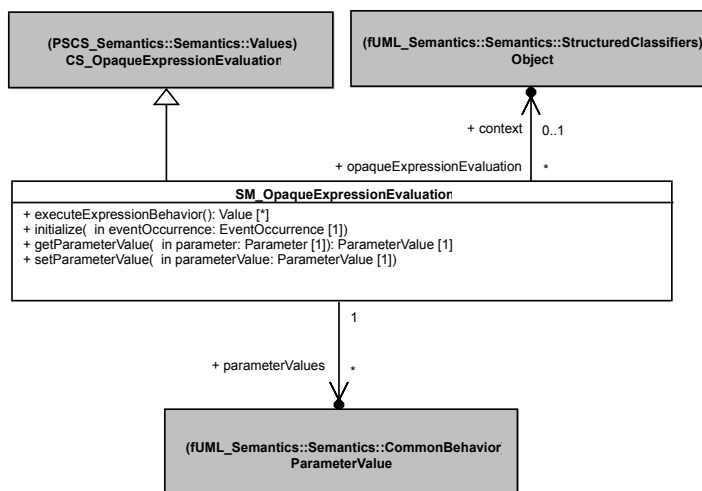 (PSCS_Semantics::Semantics::Values)
CS_OpaqueExpressionEvaluation
(fUML_Semantics::Semantics::StructuredClassifiers)
Object
+ context
0..1
+ opaqueExpressionEvaluation
*
SM_OpaqueExpressionEvaluation
+ executeExpressionBehavior(): Value [*]
+ initialize( in eventOccurrence: EventOccurrence [1])
+ getParameterValue( in parameter: Parameter [1]): ParameterValue [1]
+ setParameterValue( in parameterValue: ParameterValue [1])
1
+ parameterValues
*
(fUML_Semantics::Semantics::CommonBehavior)
ParameterValue